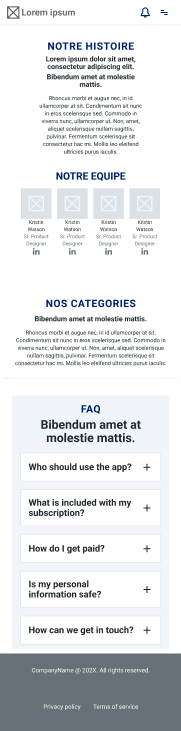 Lorem ipsum
NOTRE HISTOIRE
Lorem ipsum dolor sit amet,
consectetur adipiscing elit.
Bibendum amet at molestie
mattis.
Rhoncus morbi et augue nec, in id
ullamcorper at sit. Condimentum sit nunc
in eros scelerisque sed. Commodo in
viverra nunc, ullamcorper ut. Non, amet,
aliquet scelerisque nullam sagittis,
pulvinar. Fermentum scelerisque sit
consectetur hac mi. Mollis leo eleifend
ultricies purus iaculis.
NOTRE EQUIPE
Kristin Kristin Kristin Kristin
Watson Watson Watson Watson
Sr. Product Sr. Product Sr. Product Sr. Product
Designer Designer Designer Designer
in in in in
NOS CATEGORIES
Bibendum amet at molestie mattis.
Rhoncus morbi et augue nec, in id ullamcorper at sit.
Condimentum sit nunc in eros scelerisque sed. Commodo in
viverra nunc, ullamcorper ut. Non, amet, aliquet scelerisque
nullam sagittis, pulvinar. Fermentum scelerisque sit
consectetur hac mi. Mollis leo eleifend ultricies purus iaculis.
FAQ
Bibendum amet at
molestie mattis.
Who should use the app? +
What is included with my
subscription? +
How do I get paid? +
Is my personal
information safe? +
How can we get in touch? +
CompanyName @ 202X. All rights reserved.
Privacy policy Terms of service